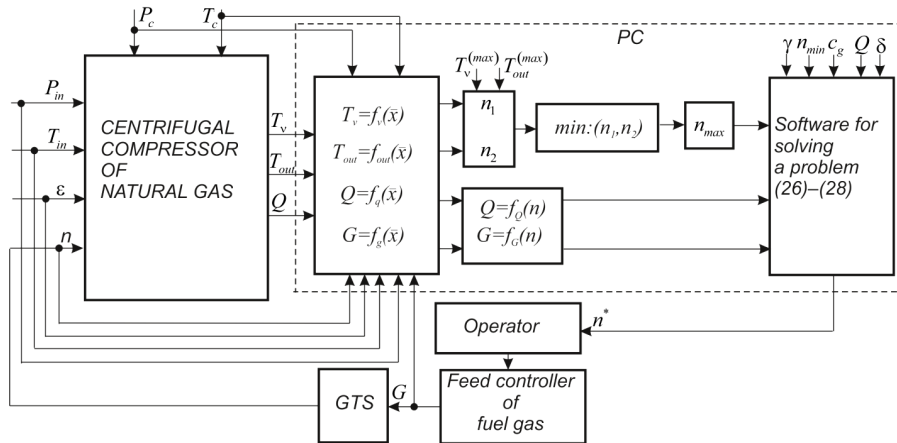 P_c
T_c
PC
P_in
T_in
ε
n
CENTRIFUGAL
COMPRESSOR
OF
NATURAL GAS
T_v
T_out
Q
T_v=f_v(x̄)
T_out=f_out(x̄)
Q=f_q(x̄)
G=f_g(x̄)
T_v^(max) T_out^(max)
n_1
n_2
min:(n_1,n_2)
n_max
Q=f_Q(n)
G=f_G(n)
γ n_min c_g Q δ
Software for
solving
a problem
(26)–(28)
Operator
n*
Feed controller
of
fuel gas
G
GTS